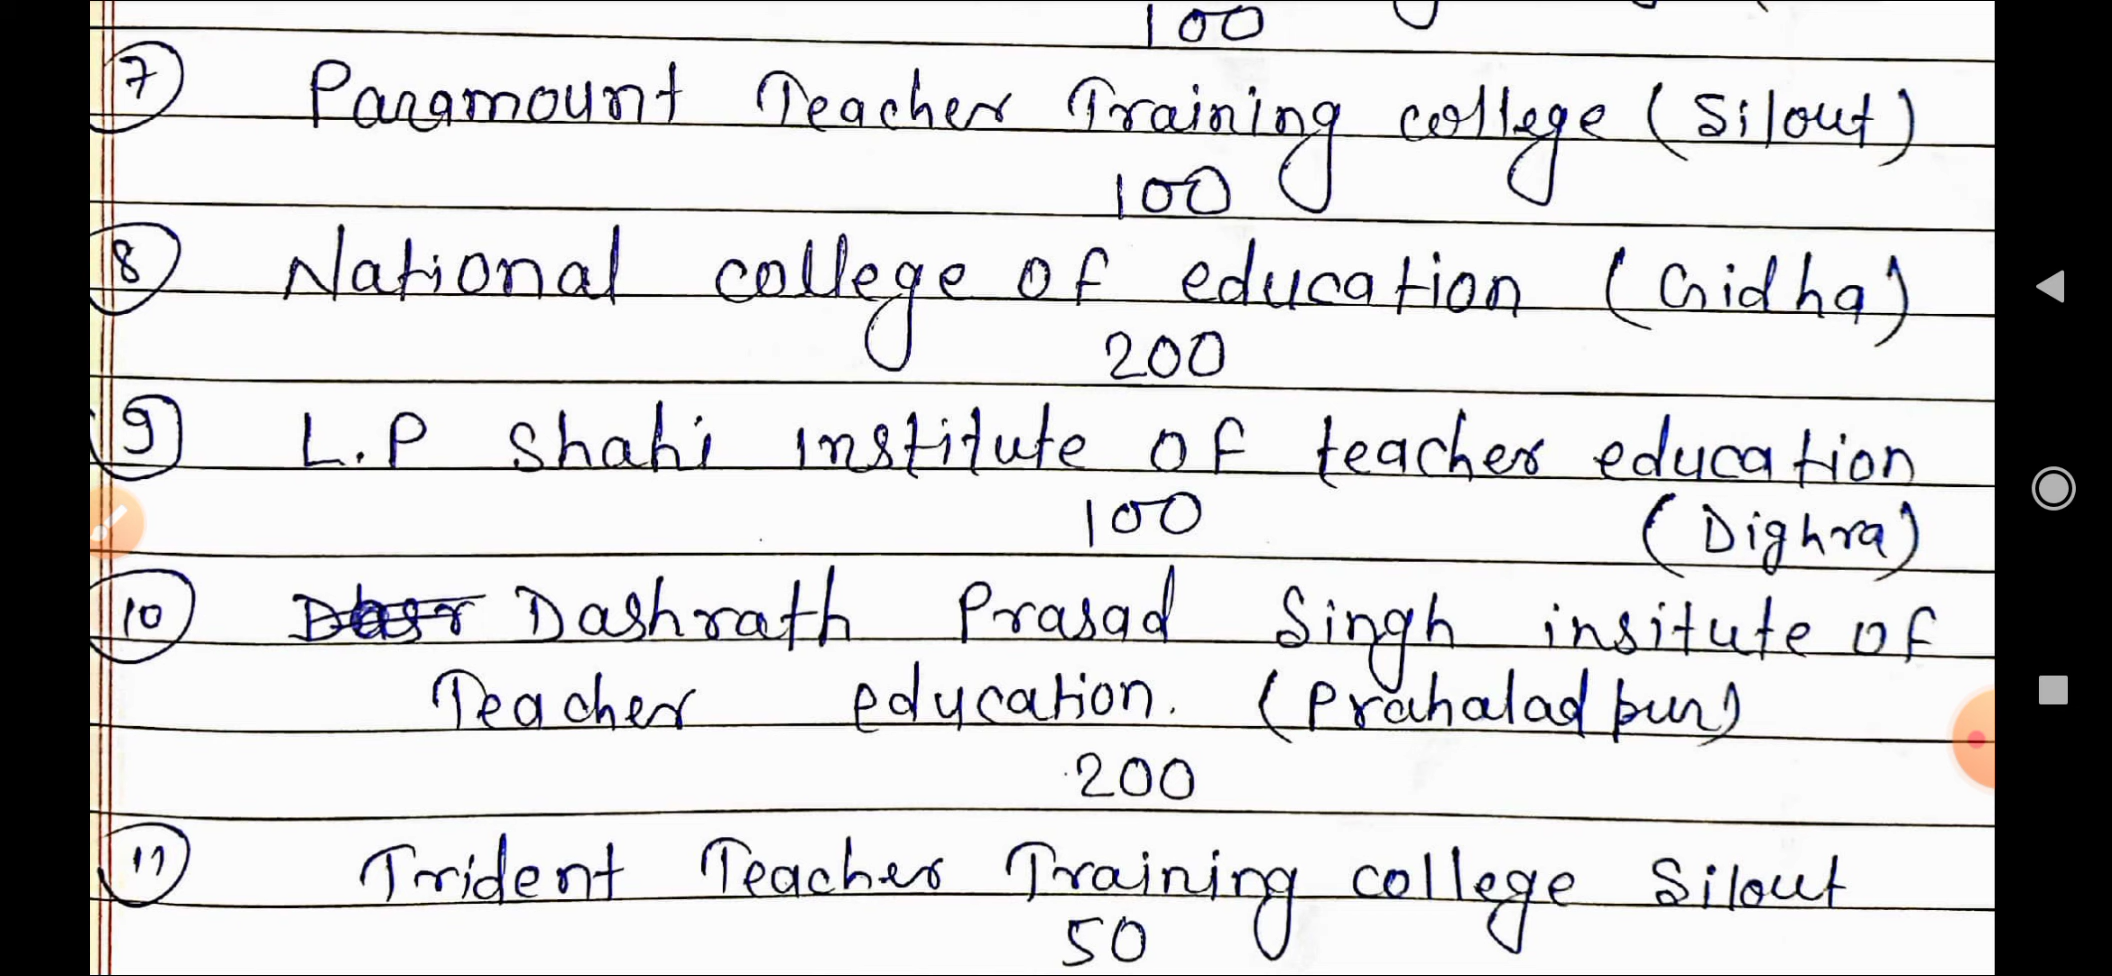 100
7 Paramount Teacher Training college (Silout)
100
8 National college of education (Gidha)
200
9 L.P Shahi institute of teacher education
100 (Dighra)
10 Dashrath Prasad Singh insitute of
Teacher education. (Prahalad pur)
200
11 Trident Teacher Training college Silout
50